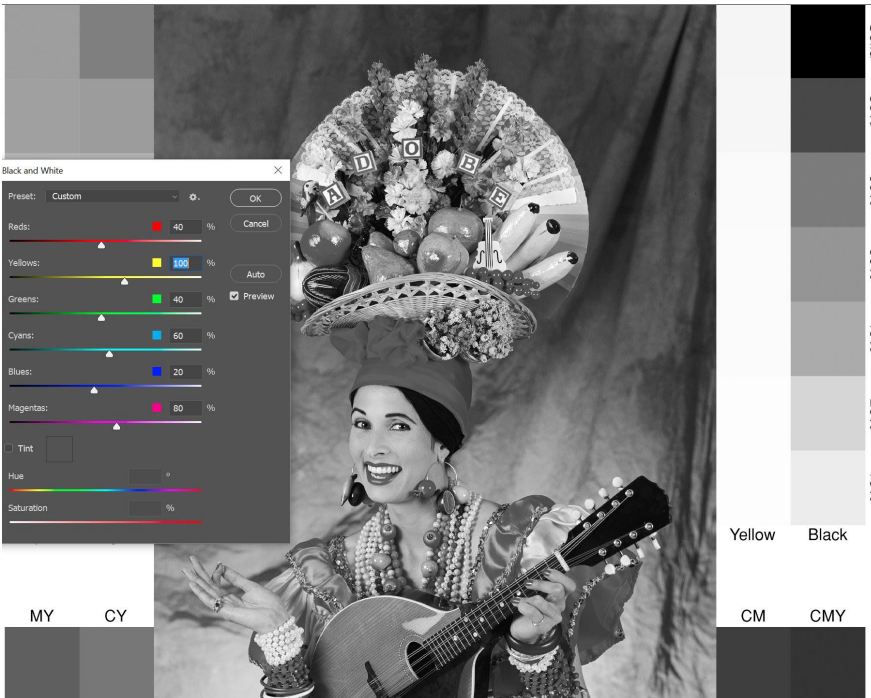 A D O B E
Black and White
Preset: Custom
OK
Cancel
Auto
Preview
Reds: 40 %
Yellows: 100 %
Greens: 40 %
Cyans: 60 %
Blues: 20 %
Magentas: 80 %
Tint
Hue °
Saturation %
Yellow Black
MY CY CM CMY